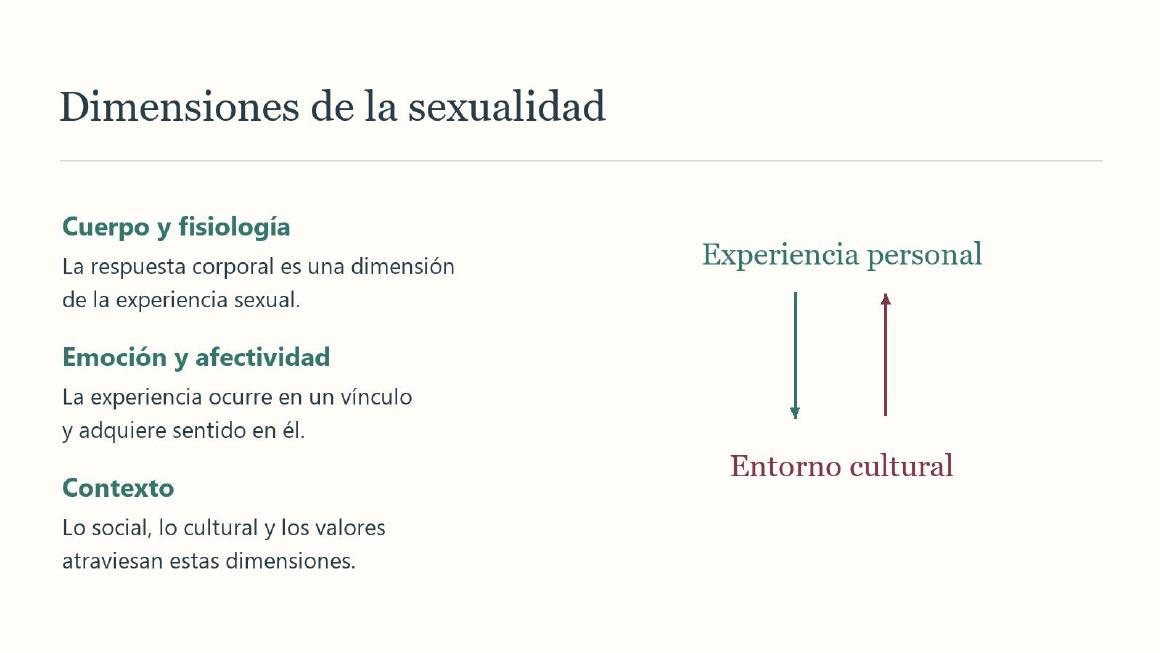 Dimensiones de la sexualidad
Cuerpo y fisiología
La respuesta corporal es una dimensión
de la experiencia sexual.
Emoción y afectividad
La experiencia ocurre en un vínculo
y adquiere sentido en él.
Contexto
Lo social, lo cultural y los valores
atraviesan estas dimensiones.
Experiencia personal
Entorno cultural